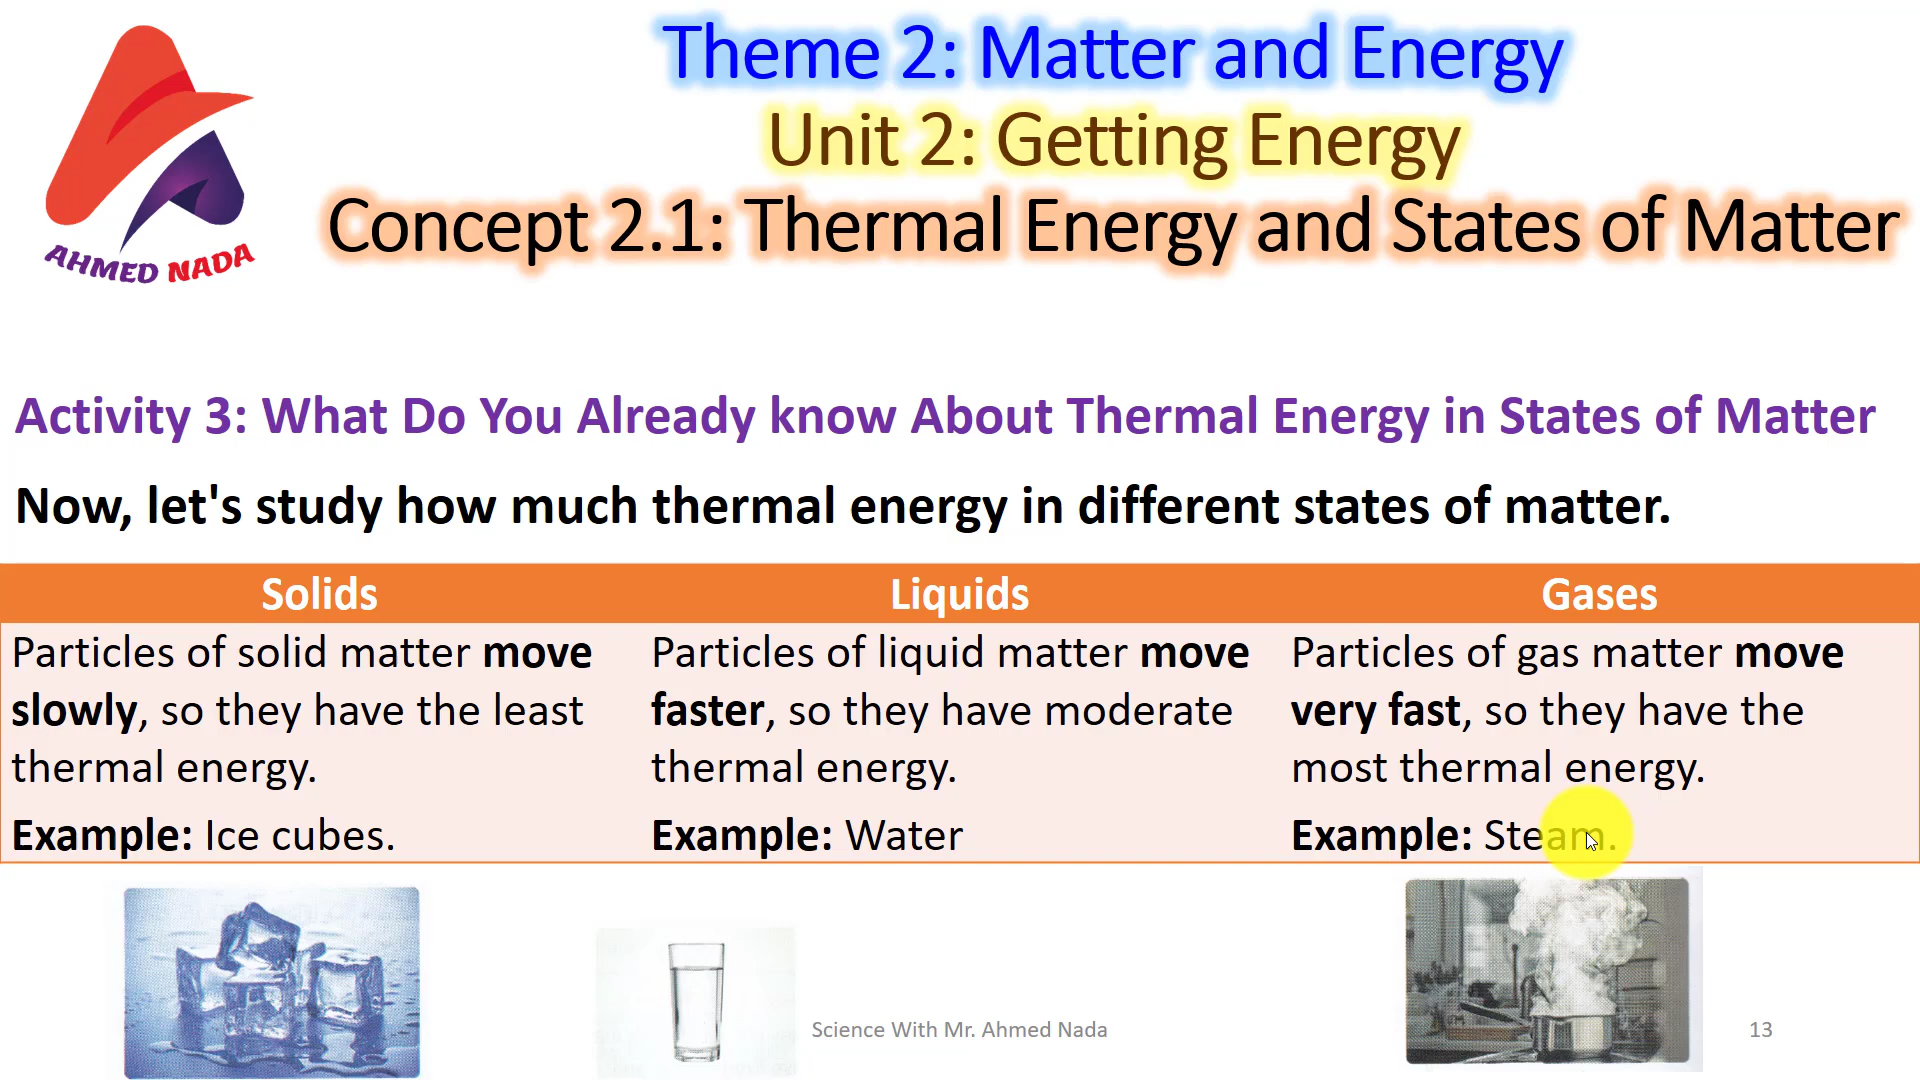 Theme 2: Matter and Energy
Unit 2: Getting Energy
Concept 2.1: Thermal Energy and States of Matter
AHMED NADA
Activity 3: What Do You Already know About Thermal Energy in States of Matter
Now, let's study how much thermal energy in different states of matter.
Solids
Particles of solid matter move
slowly, so they have the least
thermal energy.
Example: Ice cubes.
Liquids
Particles of liquid matter move
faster, so they have moderate
thermal energy.
Example: Water
Gases
Particles of gas matter move
very fast, so they have the
most thermal energy.
Example: Steam.
Science With Mr. Ahmed Nada
13